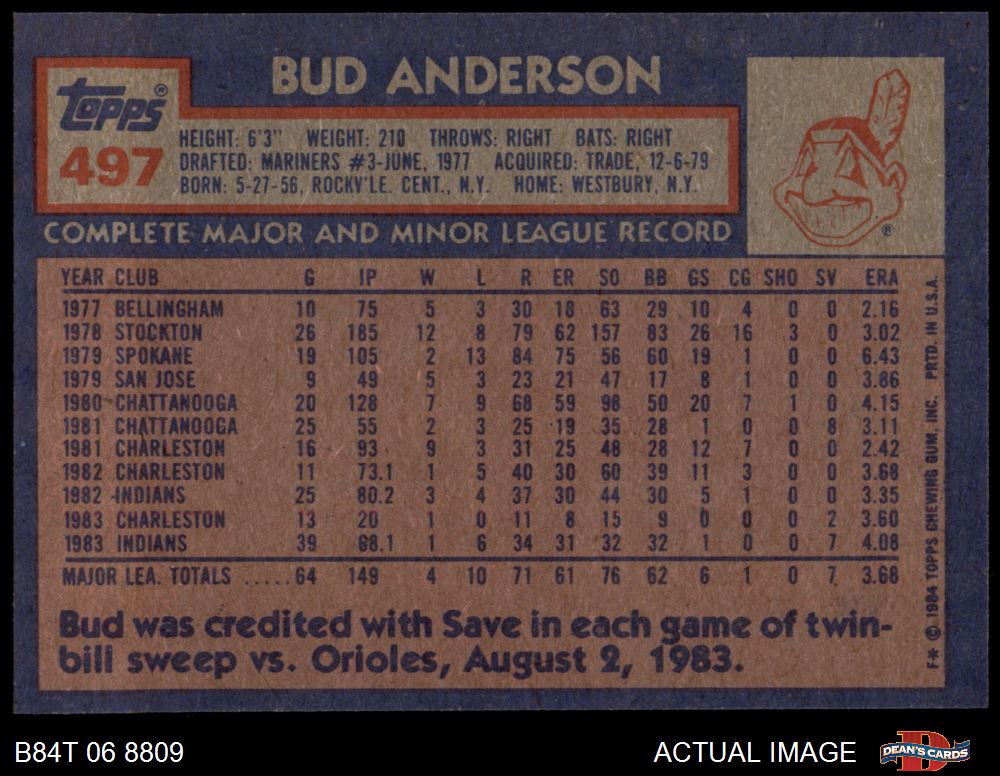 BUD ANDERSON
Topps®
497
HEIGHT: 6'3" WEIGHT: 210 THROWS: RIGHT BATS: RIGHT
DRAFTED: MARINERS #3-JUNE, 1977 ACQUIRED: TRADE, 12-6-79
BORN: 5-27-56, ROCKV'LE. CENT., N.Y. HOME: WESTBURY, N.Y.
®
COMPLETE MAJOR AND MINOR LEAGUE RECORD
YEAR CLUB G IP W L R ER SO BB GS CG SHO SV ERA
1977 BELLINGHAM 10 75 5 3 30 18 63 29 10 4 0 0 2.16
1978 STOCKTON 26 185 12 8 79 62 157 83 26 16 3 0 3.02
1979 SPOKANE 19 105 2 13 84 75 56 60 19 1 0 0 6.43
1979 SAN JOSE 9 49 5 3 23 21 47 17 8 1 0 0 3.86
1980 CHATTANOOGA 20 128 7 9 68 59 98 50 20 7 1 0 4.15
1981 CHATTANOOGA 25 55 2 3 25 19 35 28 1 0 0 8 3.11
1981 CHARLESTON 16 93 9 3 31 25 48 28 12 7 0 0 2.42
1982 CHARLESTON 11 73.1 1 5 40 30 60 39 11 3 0 0 3.68
1982 INDIANS 25 80.2 3 4 37 30 44 30 5 1 0 0 3.35
1983 CHARLESTON 13 20 1 0 11 8 15 9 0 0 0 2 3.60
1983 INDIANS 39 68.1 1 6 34 31 32 32 1 0 0 7 4.08
MAJOR LEA. TOTALS .....64 149 4 10 71 61 76 62 6 1 0 7 3.68
Bud was credited with Save in each game of twin-
bill sweep vs. Orioles, August 2, 1983.
F* © 1984 TOPPS CHEWING GUM, INC. PRTD. IN U.S.A.
B84T 06 8809
ACTUAL IMAGE
D
DEAN'S CARDS